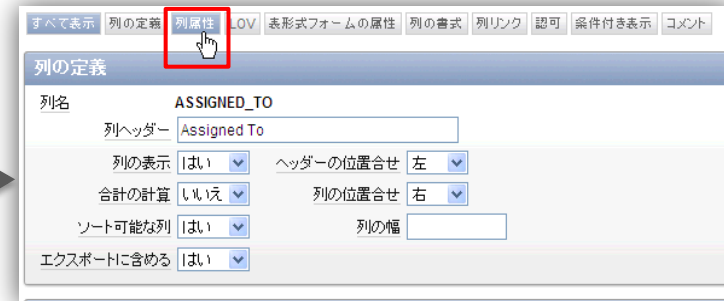 すべて表示 列の定義 列属性 LOV 表形式フォームの属性 列の書式 列リンク 認可 条件付き表示 コメント
列の定義
列名 ASSIGNED_TO
列ヘッダー Assigned To
列の表示 はい ヘッダーの位置合せ 左
合計の計算 いいえ 列の位置合せ 右
ソート可能な列 はい 列の幅
エクスポートに含める はい